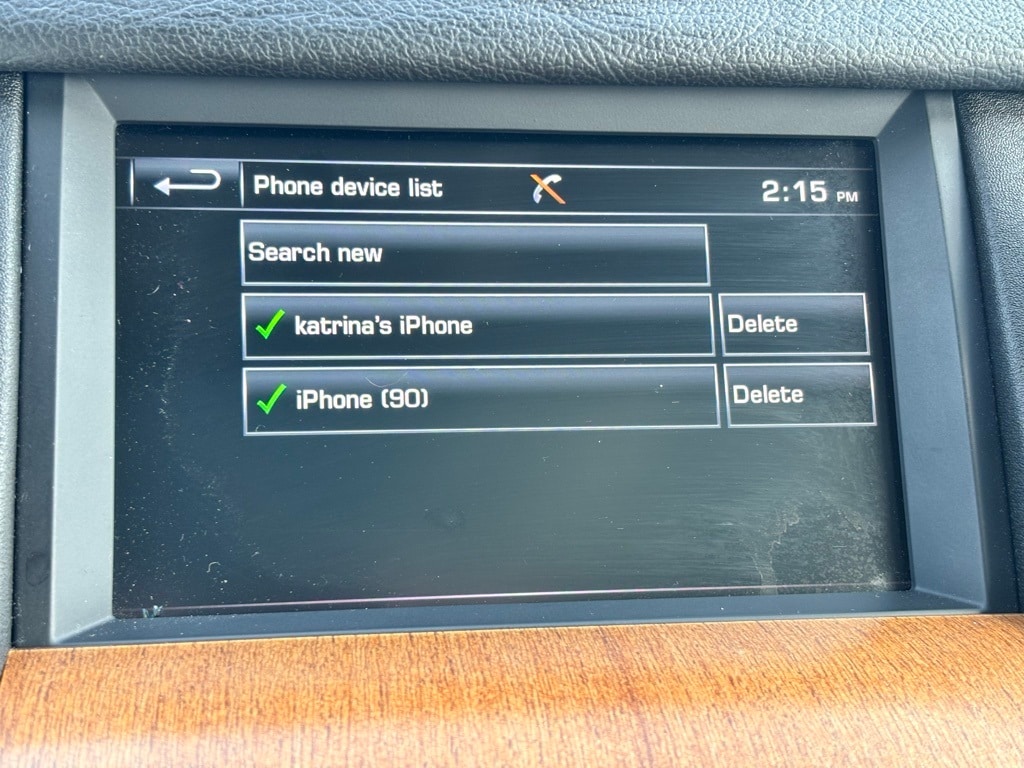 Phone device list 2:15 PM
Search new
katrina's iPhone Delete
iPhone (90) Delete